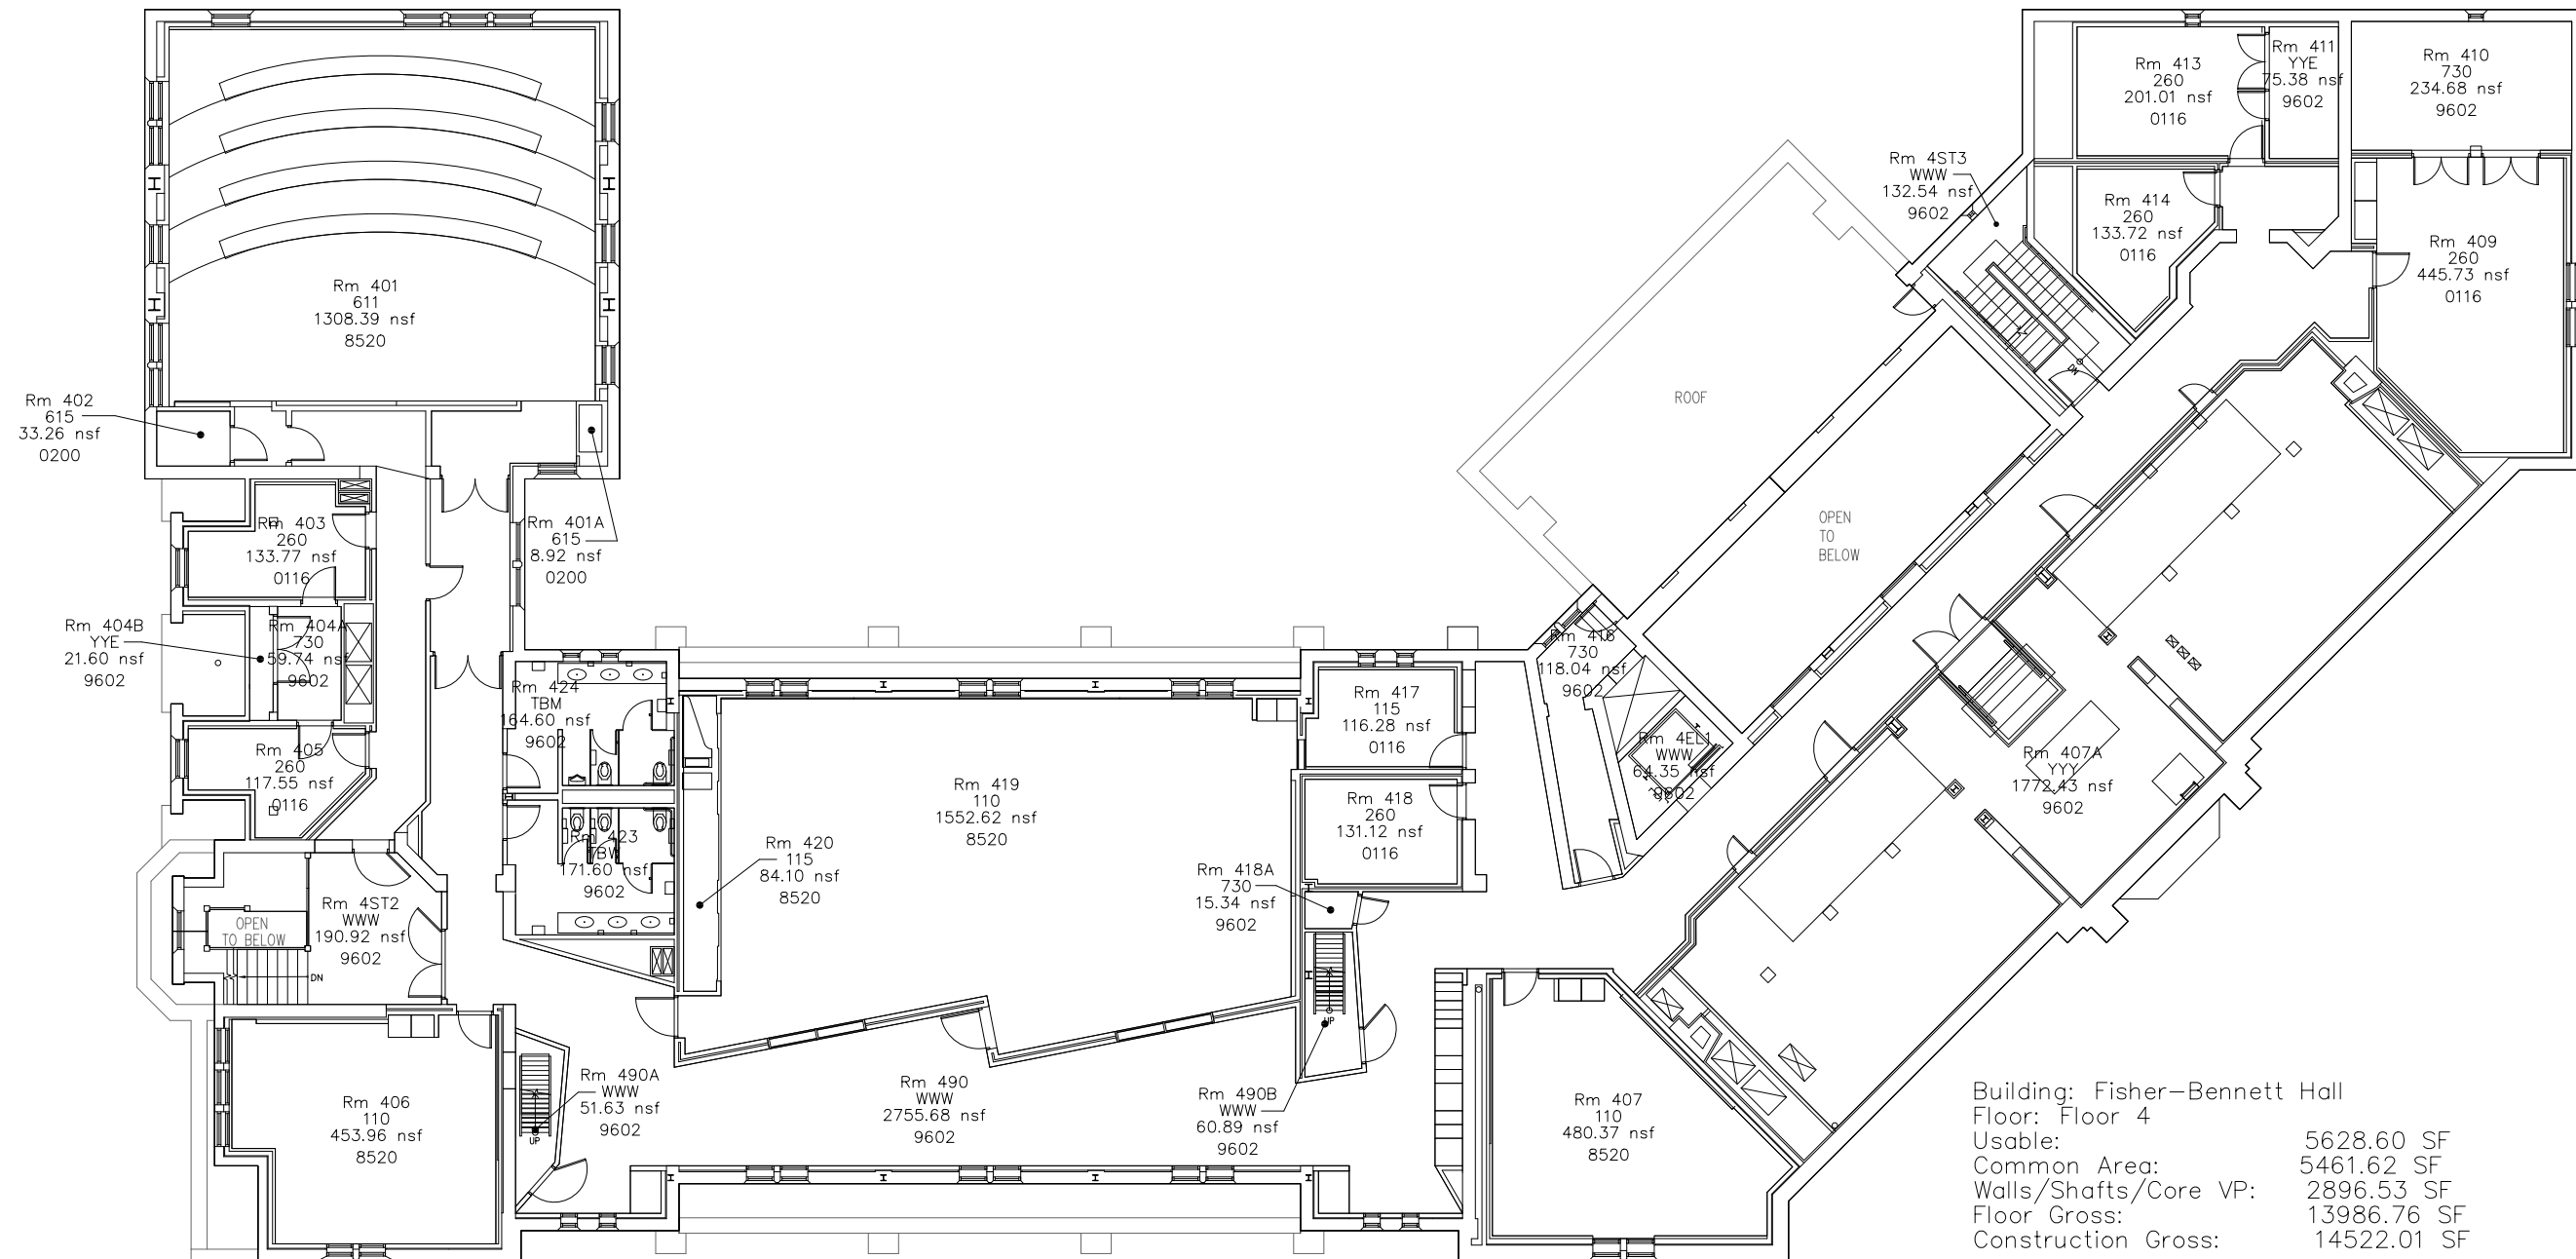 Rm 401
611
1308.39 nsf
8520
Rm 402
615
33.26 nsf
0200
Rm 401A
615
8.92 nsf
0200
Rm 403
260
133.77 nsf
0116
Rm 404B
YYE
21.60 nsf
9602
Rm 404A
730
59.74 nsf
9602
Rm 405
260
117.55 nsf
0116
Rm 424
TBM
164.60 nsf
9602
Rm 423
TBW
171.60 nsf
9602
Rm 4ST2
WWW
190.92 nsf
9602
OPEN
TO BELOW
DN
Rm 406
110
453.96 nsf
8520
Rm 490A
WWW
51.63 nsf
9602
UP
Rm 420
115
84.10 nsf
8520
Rm 419
110
1552.62 nsf
8520
Rm 490
WWW
2755.68 nsf
9602
Rm 417
115
116.28 nsf
0116
Rm 418
260
131.12 nsf
0116
Rm 418A
730
15.34 nsf
9602
UP
Rm 490B
WWW
60.89 nsf
9602
Rm 416
730
118.04 nsf
9602
Rm 4EL1
WWW
64.35 nsf
9602
ROOF
OPEN
TO
BELOW
Rm 4ST3
WWW
132.54 nsf
9602
DN
Rm 413
260
201.01 nsf
0116
Rm 411
YYE
75.38 nsf
9602
Rm 410
730
234.68 nsf
9602
Rm 414
260
133.72 nsf
0116
Rm 409
260
445.73 nsf
0116
Rm 407A
YYY
1772.43 nsf
9602
Rm 407
110
480.37 nsf
8520
Building: Fisher-Bennett Hall
Floor: Floor 4
Usable: 5628.60 SF
Common Area: 5461.62 SF
Walls/Shafts/Core VP: 2896.53 SF
Floor Gross: 13986.76 SF
Construction Gross: 14522.01 SF